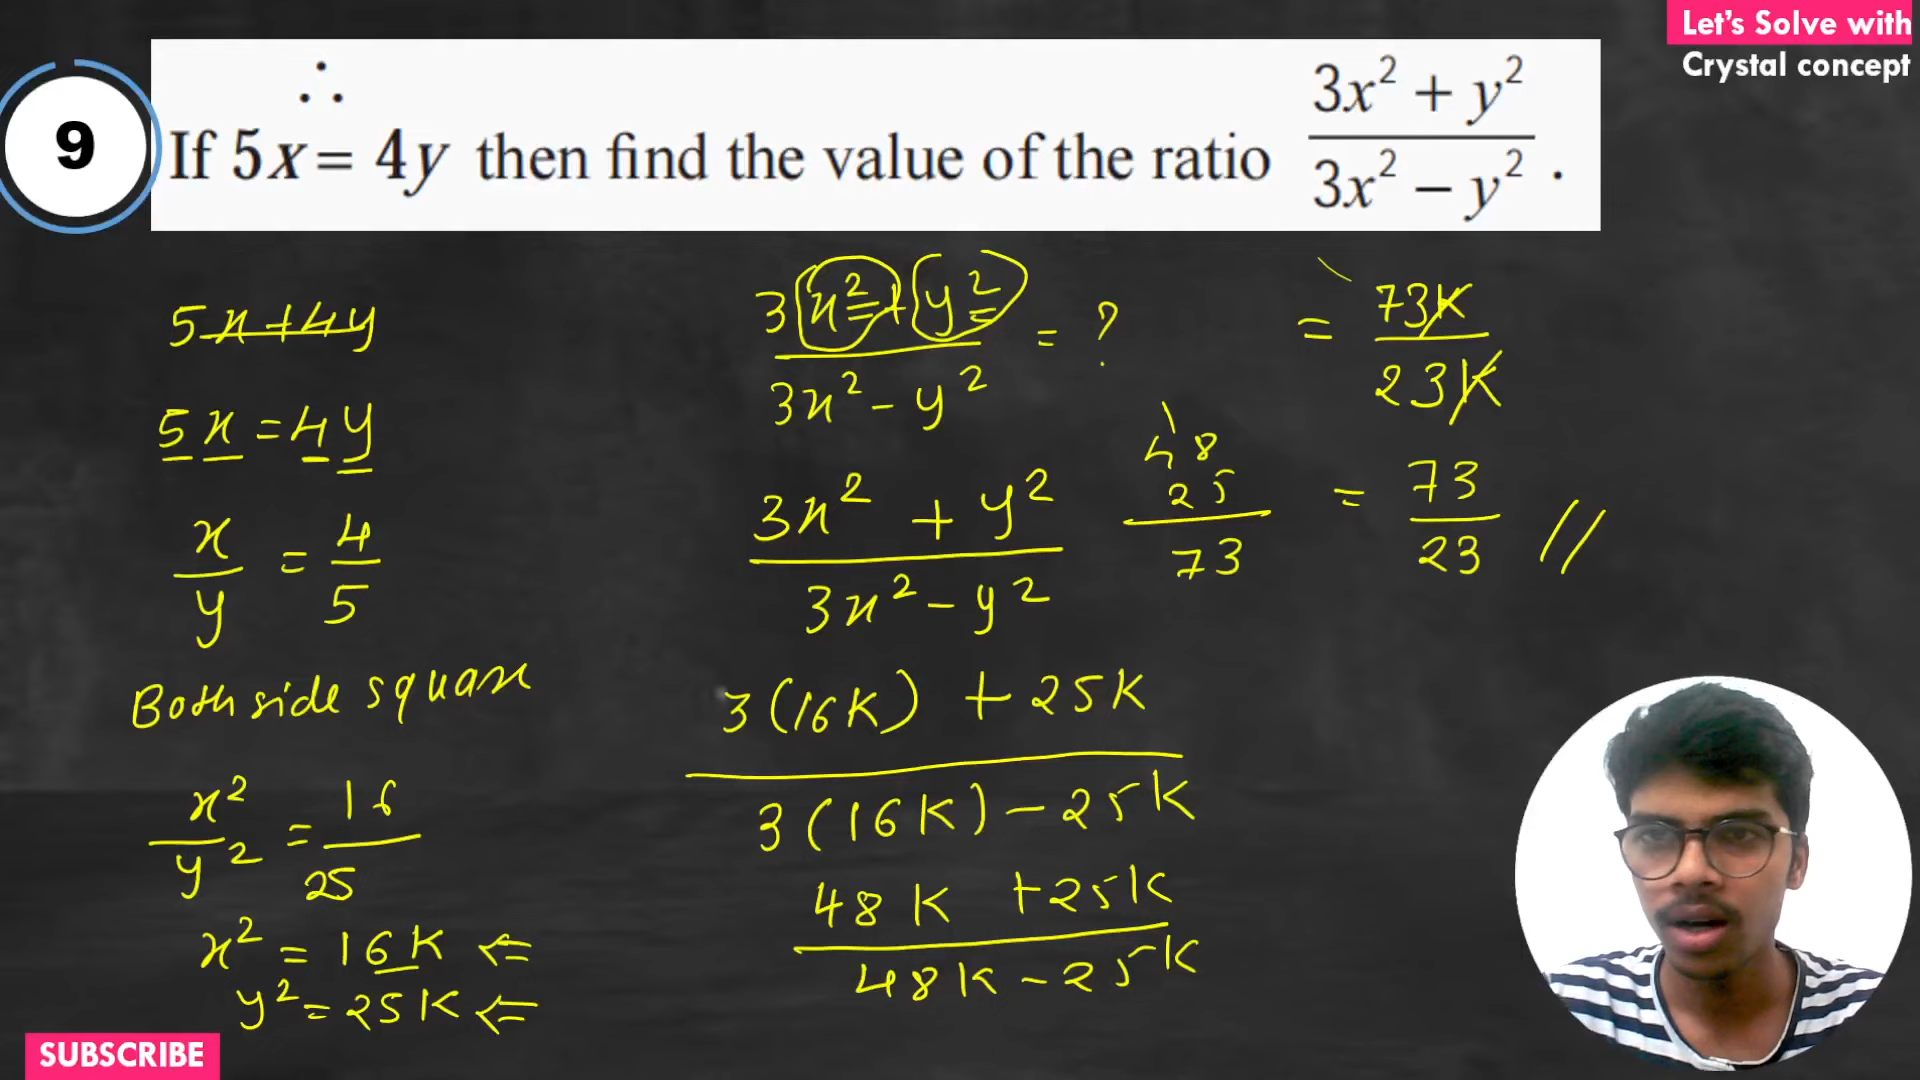 Let's Solve with
Crystal concept
9
∴
If 5x = 4y then find the value of the ratio (3x² + y²)/(3x² − y²) .
5x+4y
5x = 4y
x/y = 4/5
Both side square
x²/y² = 16/25
x² = 16K ⇐
y² = 25K ⇐
(3x²+y²)/(3x²-y²) = ?
(3x² + y²)/(3x² - y²)
(3(16K) + 25K)/(3(16K) - 25K)
(48K + 25K)/(48K - 25K)
1
48
25
73
= 73K/23K
= 73/23 //
SUBSCRIBE